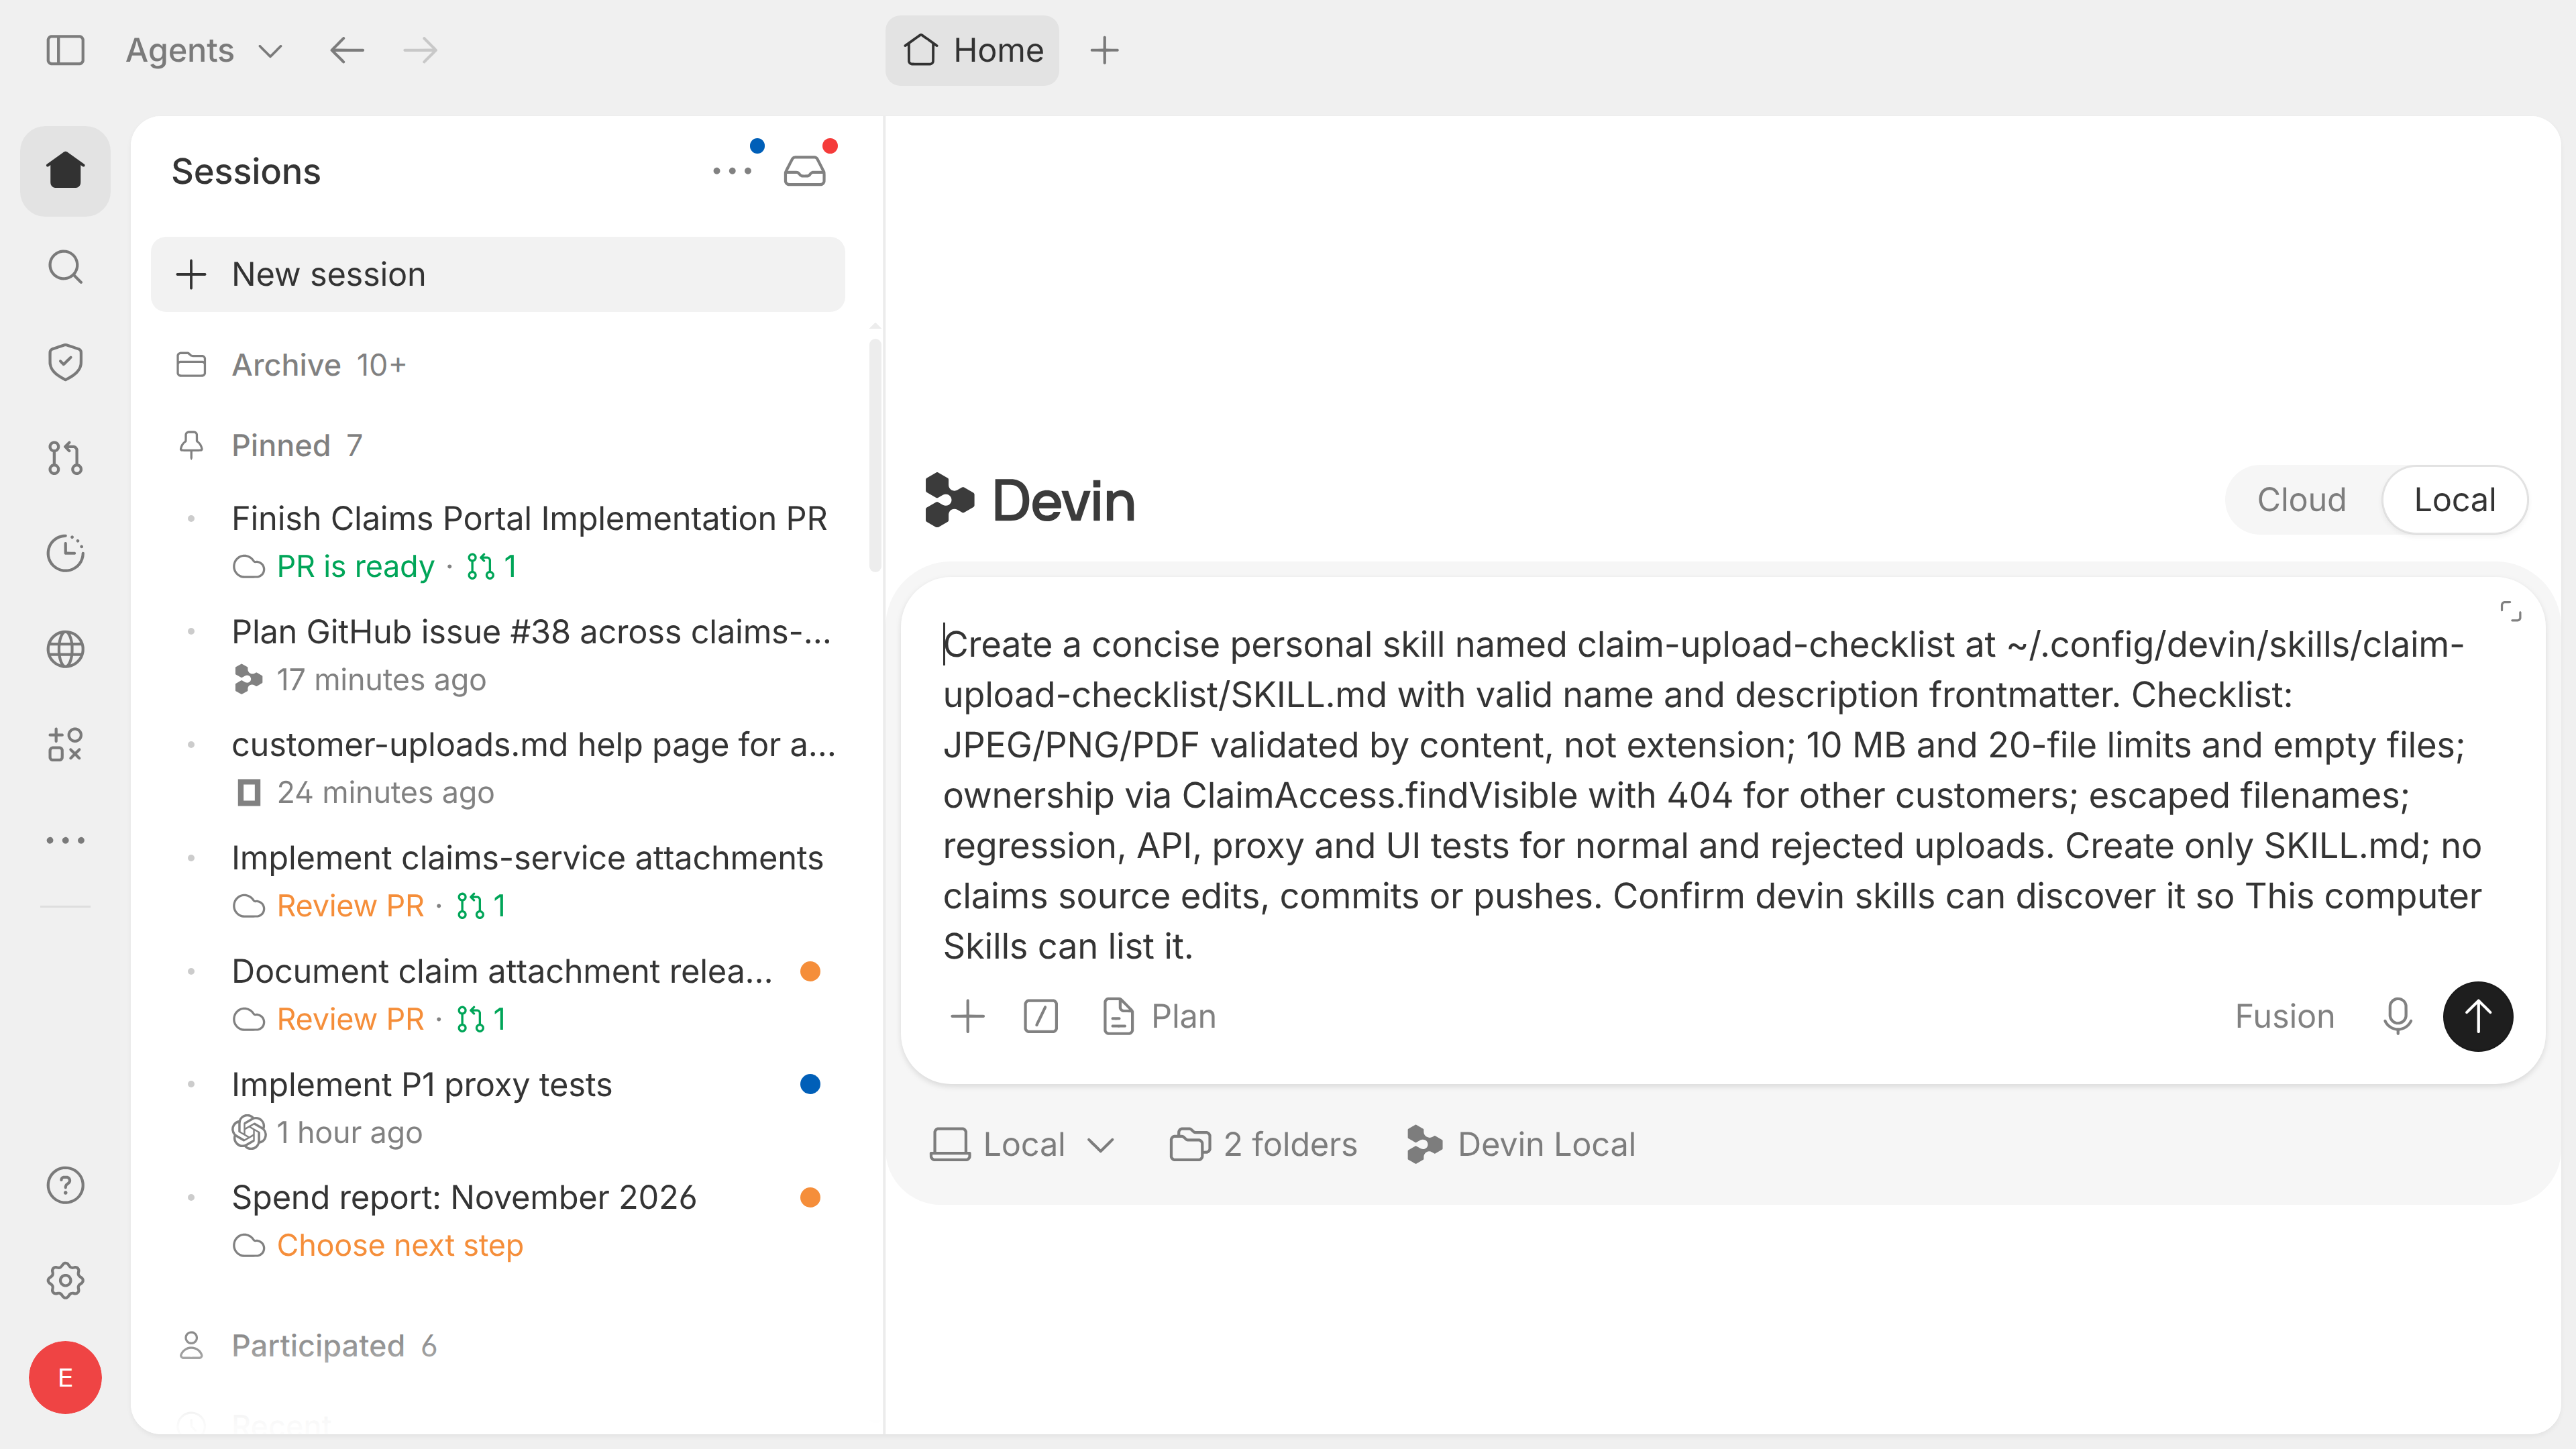 Agents
Home
Sessions
New session
Archive 10+
Pinned 7
Finish Claims Portal Implementation PR
PR is ready · 1
Plan GitHub issue #38 across claims-...
17 minutes ago
customer-uploads.md help page for a...
24 minutes ago
Implement claims-service attachments
Review PR · 1
Document claim attachment relea...
Review PR · 1
Implement P1 proxy tests
1 hour ago
Spend report: November 2026
Choose next step
Participated 6
Recent
E
Devin
Cloud
Local
Create a concise personal skill named claim-upload-checklist at ~/.config/devin/skills/claim-
upload-checklist/SKILL.md with valid name and description frontmatter. Checklist:
JPEG/PNG/PDF validated by content, not extension; 10 MB and 20-file limits and empty files;
ownership via ClaimAccess.findVisible with 404 for other customers; escaped filenames;
regression, API, proxy and UI tests for normal and rejected uploads. Create only SKILL.md; no
claims source edits, commits or pushes. Confirm devin skills can discover it so This computer
Skills can list it.
Plan
Fusion
Local
2 folders
Devin Local